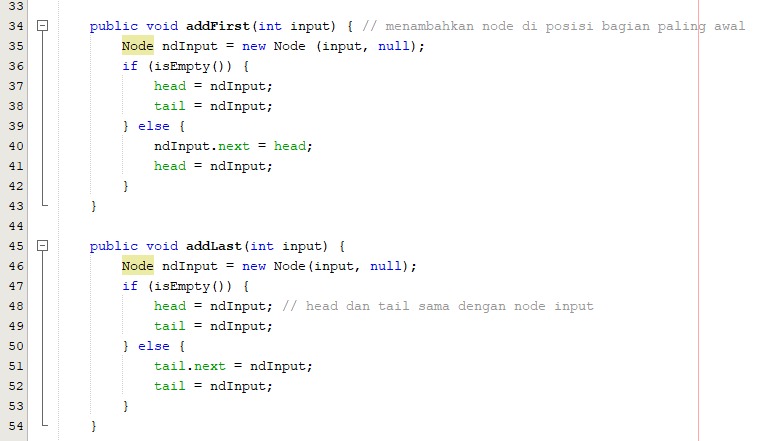 33
34 public void addFirst(int input) { // menambahkan node di posisi bagian paling awal
35 Node ndInput = new Node (input, null);
36 if (isEmpty()) {
37 head = ndInput;
38 tail = ndInput;
39 } else {
40 ndInput.next = head;
41 head = ndInput;
42 }
43 }
44
45 public void addLast(int input) {
46 Node ndInput = new Node(input, null);
47 if (isEmpty()) {
48 head = ndInput; // head dan tail sama dengan node input
49 tail = ndInput;
50 } else {
51 tail.next = ndInput;
52 tail = ndInput;
53 }
54 }